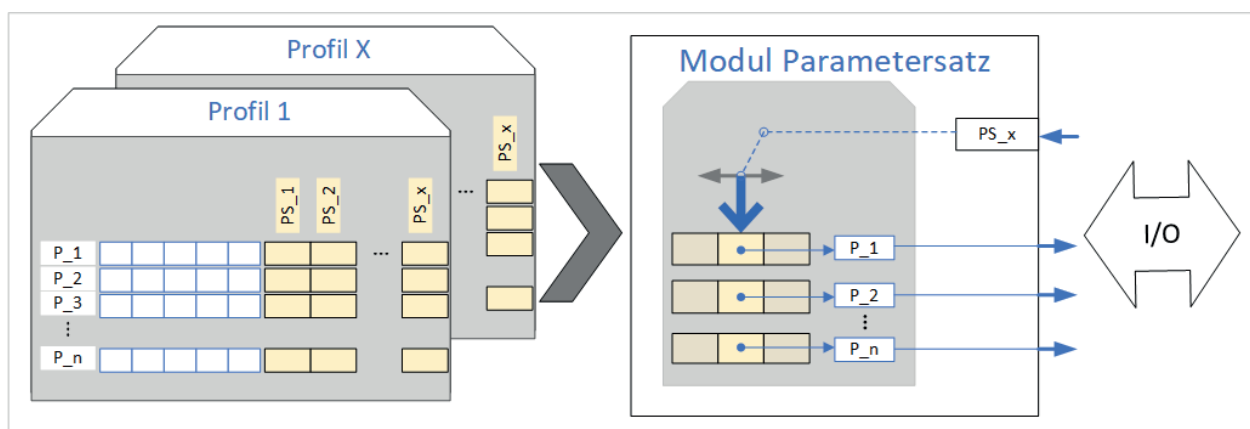 Profil X
Profil 1
PS_x
PS_1
PS_2
PS_x
...
...
P_1
P_2
P_3
⋮
P_n
Modul Parametersatz
PS_x
P_1
P_2
⋮
P_n
I/O